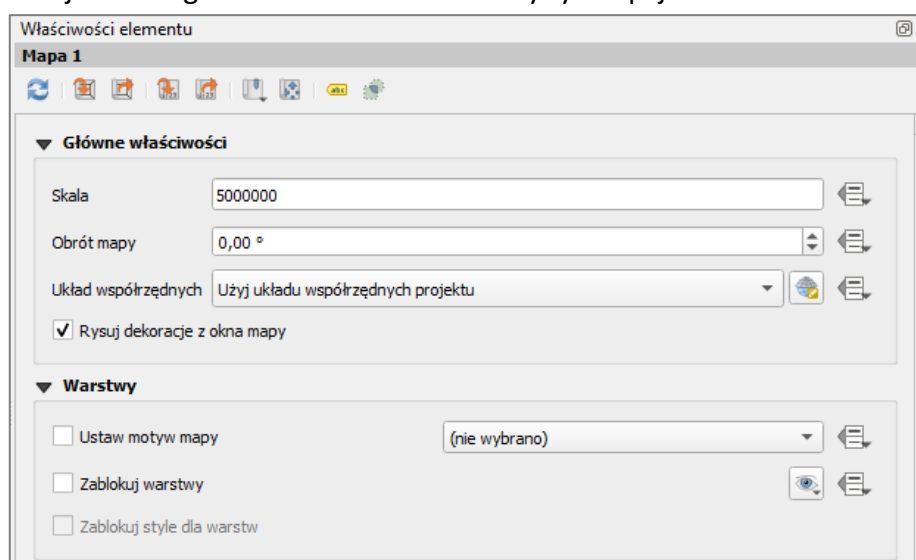 Właściwości elementu
Mapa 1
Główne właściwości
Skala 5000000
Obrót mapy 0,00 °
Układ współrzędnych Użyj układu współrzędnych projektu
Rysuj dekoracje z okna mapy
Warstwy
Ustaw motyw mapy (nie wybrano)
Zablokuj warstwy
Zablokuj style dla warstw